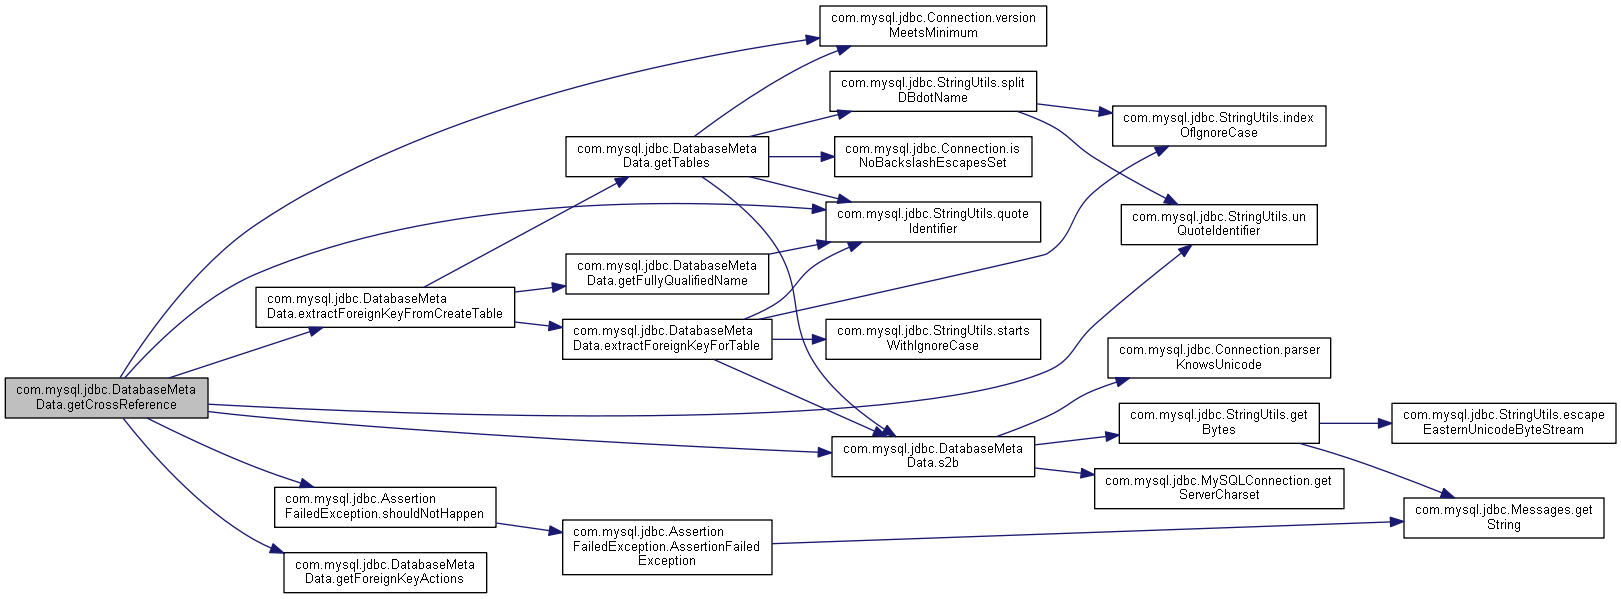 com.mysql.jdbc.Connection.version
MeetsMinimum
com.mysql.jdbc.StringUtils.split
DBdotName
com.mysql.jdbc.StringUtils.index
OfIgnoreCase
com.mysql.jdbc.DatabaseMeta
Data.getTables
com.mysql.jdbc.Connection.is
NoBackslashEscapesSet
com.mysql.jdbc.StringUtils.quote
Identifier
com.mysql.jdbc.StringUtils.un
QuoteIdentifier
com.mysql.jdbc.DatabaseMeta
Data.getFullyQualifiedName
com.mysql.jdbc.DatabaseMeta
Data.extractForeignKeyFromCreateTable
com.mysql.jdbc.DatabaseMeta
Data.extractForeignKeyForTable
com.mysql.jdbc.StringUtils.starts
WithIgnoreCase
com.mysql.jdbc.Connection.parser
KnowsUnicode
com.mysql.jdbc.DatabaseMeta
Data.getCrossReference
com.mysql.jdbc.StringUtils.get
Bytes
com.mysql.jdbc.StringUtils.escape
EasternUnicodeByteStream
com.mysql.jdbc.DatabaseMeta
Data.s2b
com.mysql.jdbc.MySQLConnection.get
ServerCharset
com.mysql.jdbc.Assertion
FailedException.shouldNotHappen
com.mysql.jdbc.Messages.get
String
com.mysql.jdbc.Assertion
FailedException.AssertionFailed
Exception
com.mysql.jdbc.DatabaseMeta
Data.getForeignKeyActions